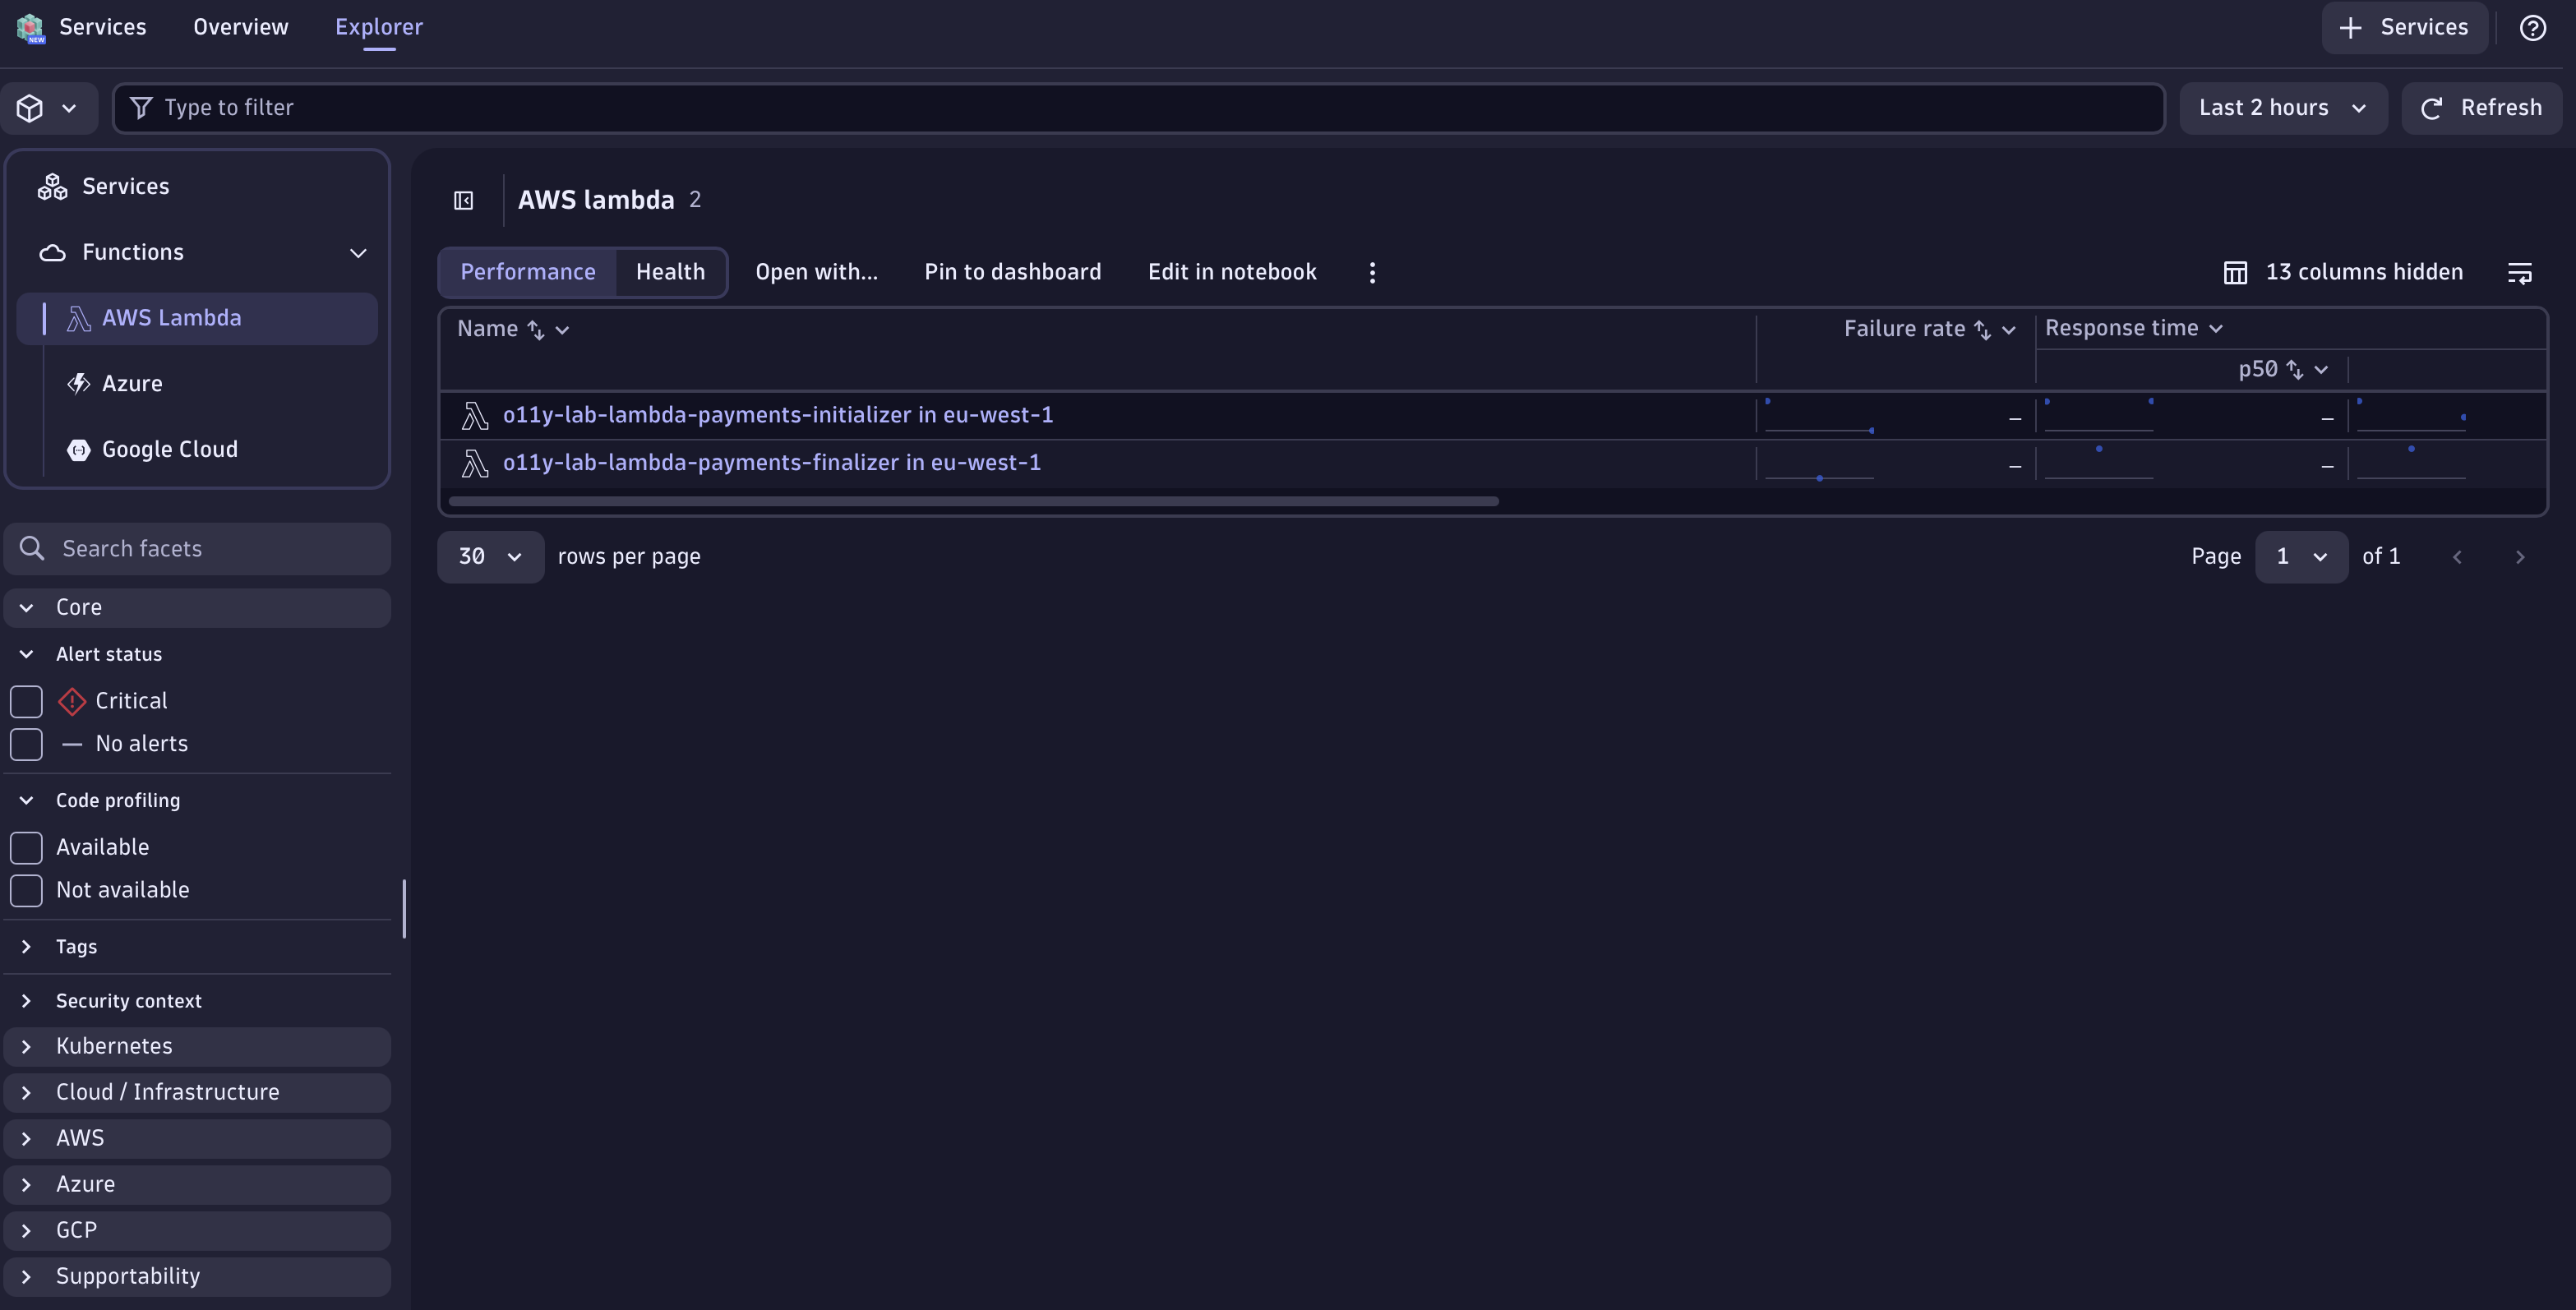 NEW
Services
Overview
Explorer
Services
Type to filter
Last 2 hours
Refresh
Services
Functions
AWS Lambda
Azure
Google Cloud
Search facets
Core
Alert status
Critical
No alerts
Code profiling
Available
Not available
Tags
Security context
Kubernetes
Cloud / Infrastructure
AWS
Azure
GCP
Supportability
AWS lambda 2
Performance
Health
Open with...
Pin to dashboard
Edit in notebook
13 columns hidden
Name
Failure rate
Response time
p50
o11y-lab-lambda-payments-initializer in eu-west-1
–
–
o11y-lab-lambda-payments-finalizer in eu-west-1
–
–
30 rows per page
Page 1 of 1